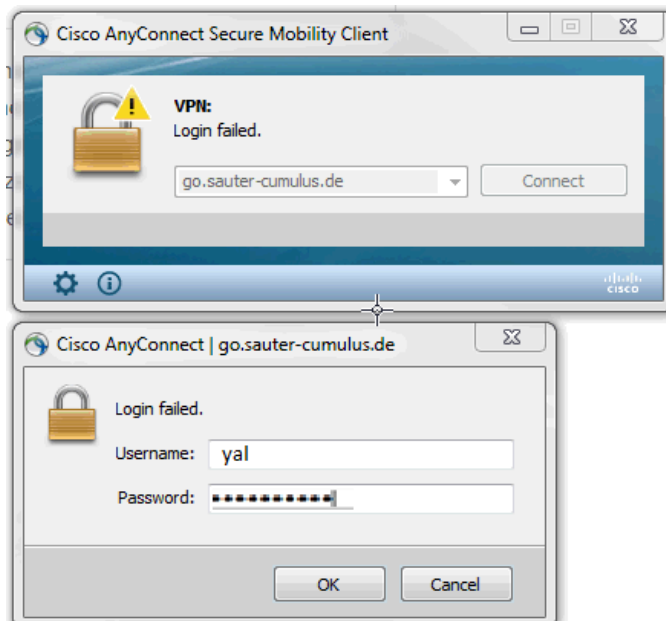 Cisco AnyConnect Secure Mobility Client
VPN:
Login failed.
go.sauter-cumulus.de
Connect
CISCO
Cisco AnyConnect | go.sauter-cumulus.de
Login failed.
Username: yal
Password: ••••••••••
OK Cancel